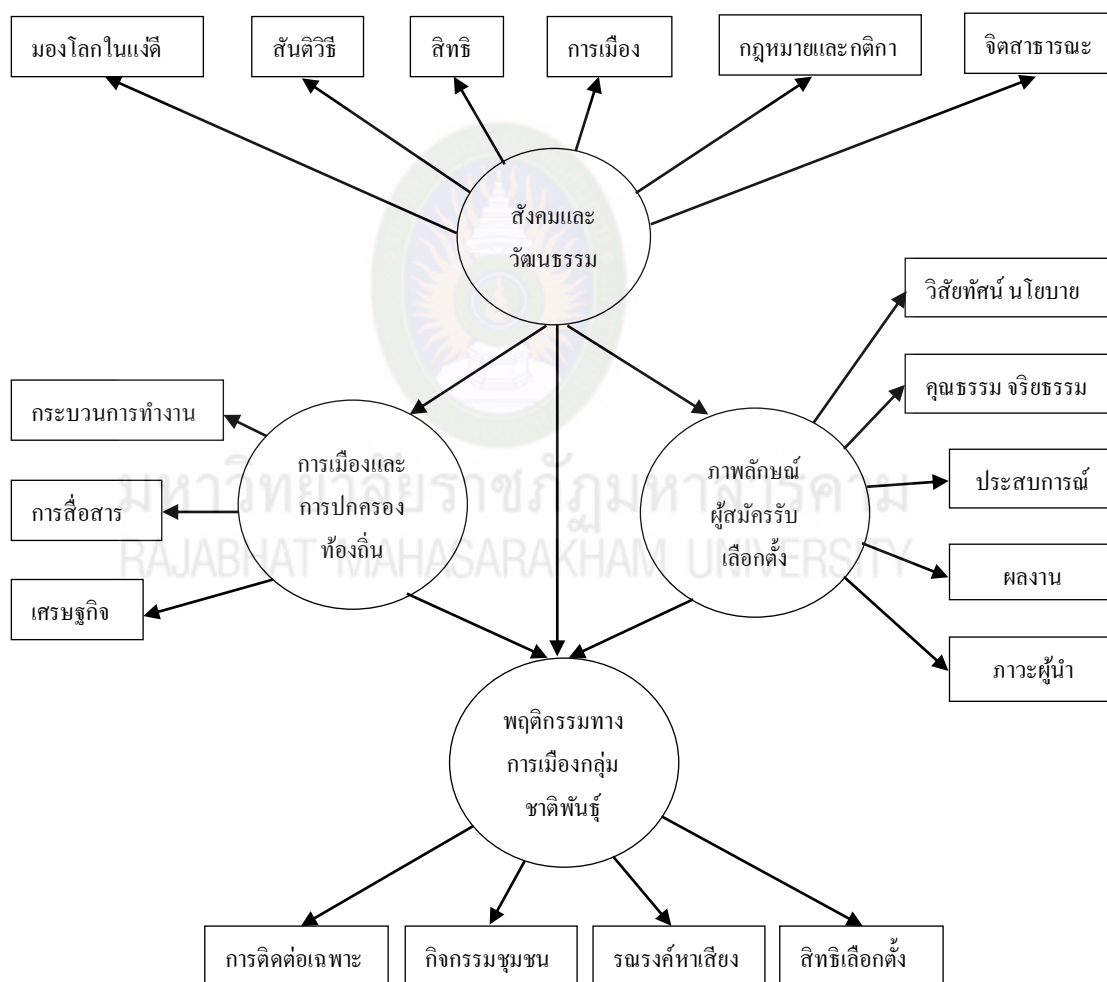 มองโลกในแง่ดี
สันติวิธี
สิทธิ
การเมือง
กฎหมายและกติกา
จิตสาธารณะ
สังคมและ
วัฒนธรรม
วิสัยทัศน์ นโยบาย
คุณธรรม จริยธรรม
ประสบการณ์
ผลงาน
ภาวะผู้นำ
กระบวนการทำงาน
การสื่อสาร
เศรษฐกิจ
การเมืองและ
การปกครอง
ท้องถิ่น
ภาพลักษณ์
ผู้สมัครรับ
เลือกตั้ง
มหาวิทยาลัยราชภัฏมหาสารคาม
RAJABHAT MAHASARAKHAM UNIVERSITY
พฤติกรรมทาง
การเมืองกลุ่ม
ชาติพันธุ์
การติดต่อเฉพาะ
กิจกรรมชุมชน
รณรงค์หาเสียง
สิทธิเลือกตั้ง